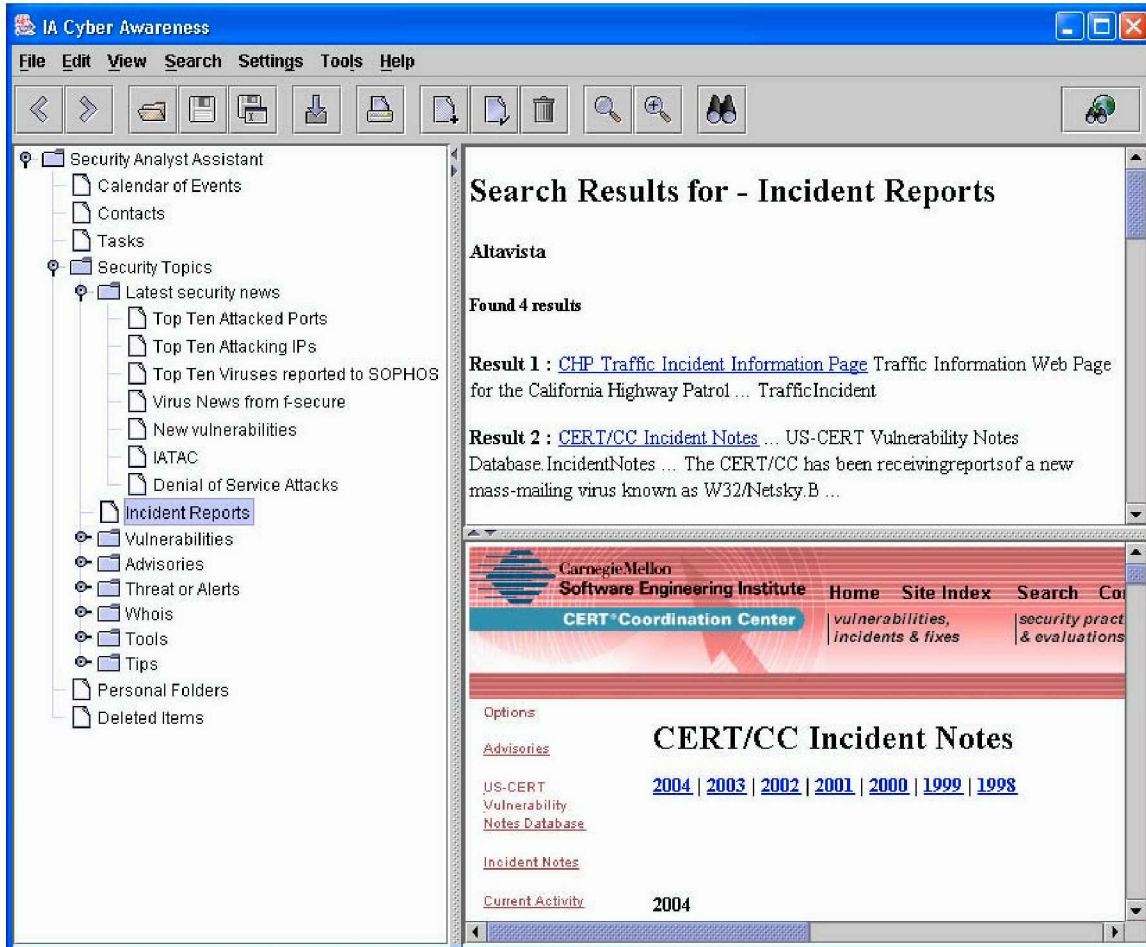 IA Cyber Awareness
File Edit View Search Settings Tools Help
Security Analyst Assistant
Calendar of Events
Contacts
Tasks
Security Topics
Latest security news
Top Ten Attacked Ports
Top Ten Attacking IPs
Top Ten Viruses reported to SOPHOS
Virus News from f-secure
New vulnerabilities
IATAC
Denial of Service Attacks
Incident Reports
Vulnerabilities
Advisories
Threat or Alerts
Whois
Tools
Tips
Personal Folders
Deleted Items
Search Results for - Incident Reports
Altavista
Found 4 results
Result 1 : CHP Traffic Incident Information Page Traffic Information Web Page
for the California Highway Patrol ... TrafficIncident
Result 2 : CERT/CC Incident Notes ... US-CERT Vulnerability Notes
Database.IncidentNotes ... The CERT/CC has been receivingreportsof a new
mass-mailing virus known as W32/Netsky.B ...
CarnegieMellon
Software Engineering Institute
CERT® Coordination Center
Home Site Index Search Co
vulnerabilities,
incidents & fixes
security pract
& evaluations
Options
Advisories
US-CERT
Vulnerability
Notes Database
Incident Notes
Current Activity
CERT/CC Incident Notes
2004 | 2003 | 2002 | 2001 | 2000 | 1999 | 1998
2004